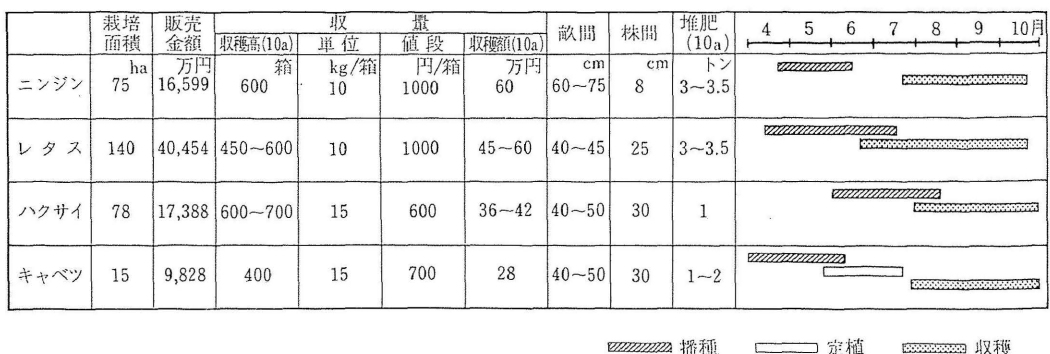 栽培面積 販売金額 収量 畝間 株間 堆肥(10a) 4 5 6 7 8 9 10月
収穫高(10a) 単位 値段 収穫額(10a)
ha 万円 箱 kg/箱 円/箱 万円 cm cm トン
ニンジン 75 16,599 600 10 1000 60 60~75 8 3~3.5
レタス 140 40,454 450~600 10 1000 45~60 40~45 25 3~3.5
ハクサイ 78 17,388 600~700 15 600 36~42 40~50 30 1
キャベツ 15 9,828 400 15 700 28 40~50 30 1~2
播種 定植 収穫